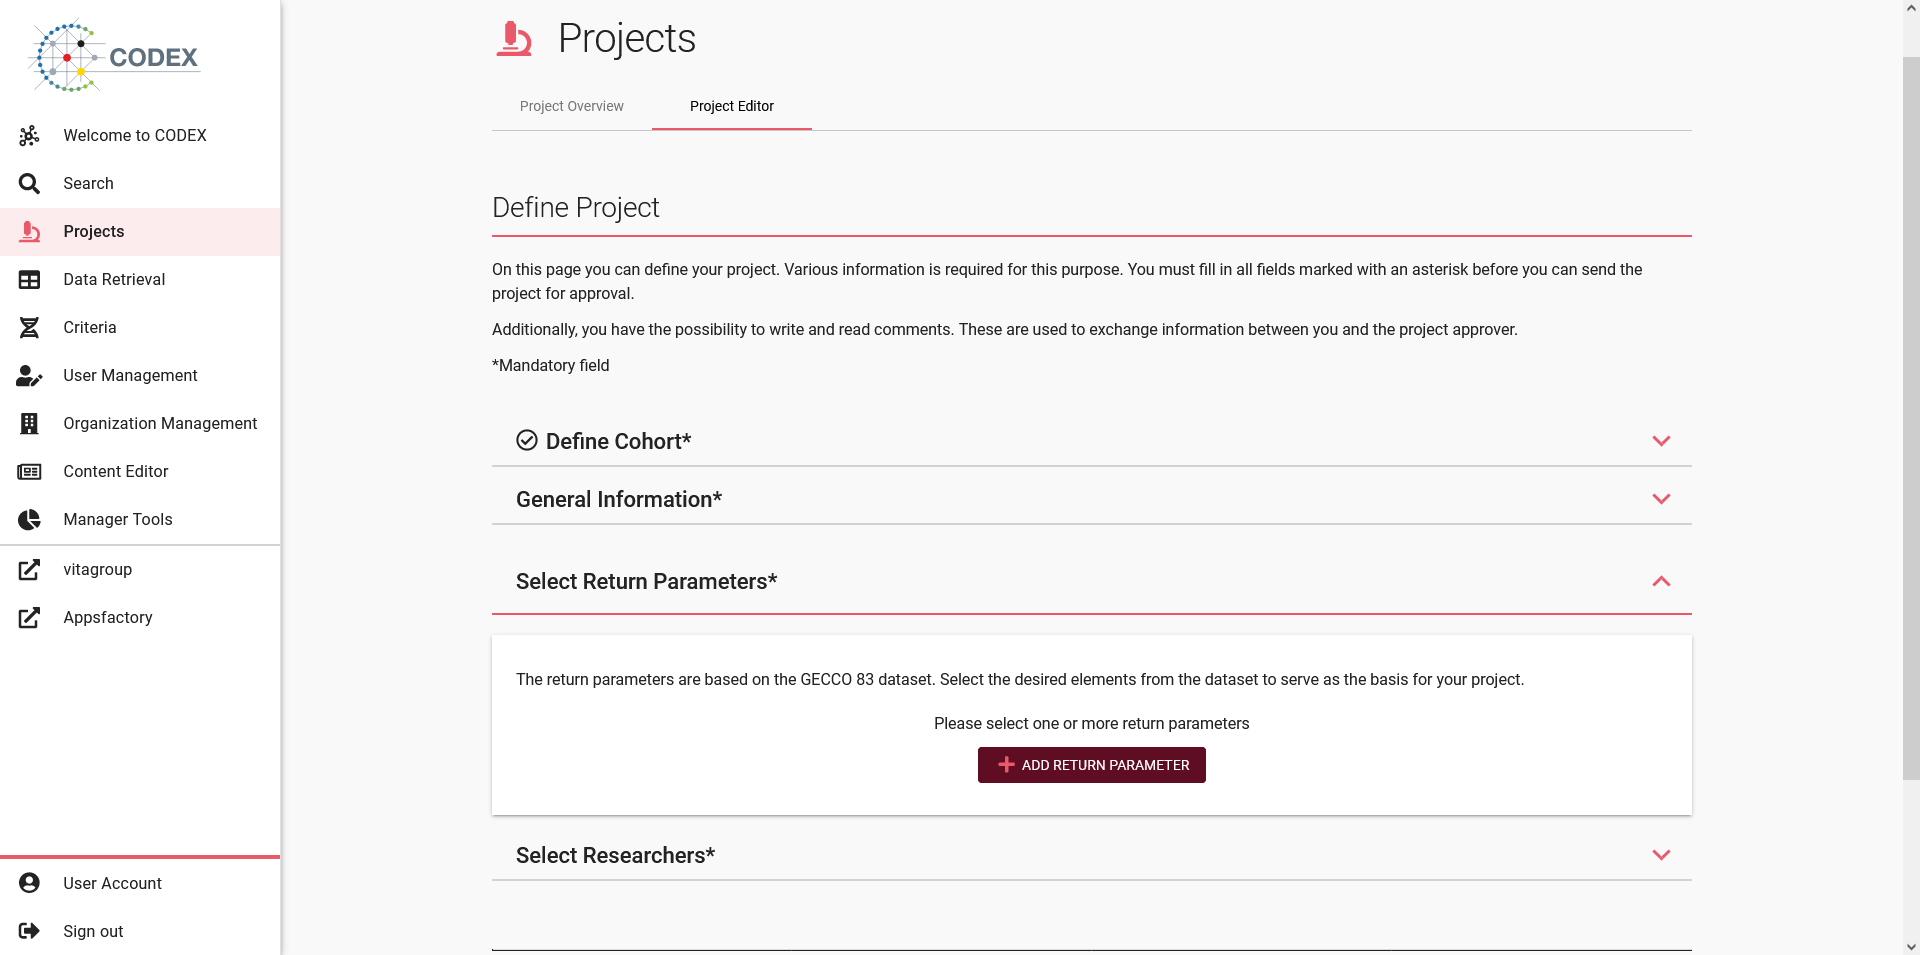 CODEX
Welcome to CODEX
Search
Projects
Data Retrieval
Criteria
User Management
Organization Management
Content Editor
Manager Tools
vitagroup
Appsfactory
User Account
Sign out
Projects
Project Overview
Project Editor
Define Project
On this page you can define your project. Various information is required for this purpose. You must fill in all fields marked with an asterisk before you can send the
project for approval.
Additionally, you have the possibility to write and read comments. These are used to exchange information between you and the project approver.
*Mandatory field
Define Cohort*
General Information*
Select Return Parameters*
The return parameters are based on the GECCO 83 dataset. Select the desired elements from the dataset to serve as the basis for your project.
Please select one or more return parameters
ADD RETURN PARAMETER
Select Researchers*